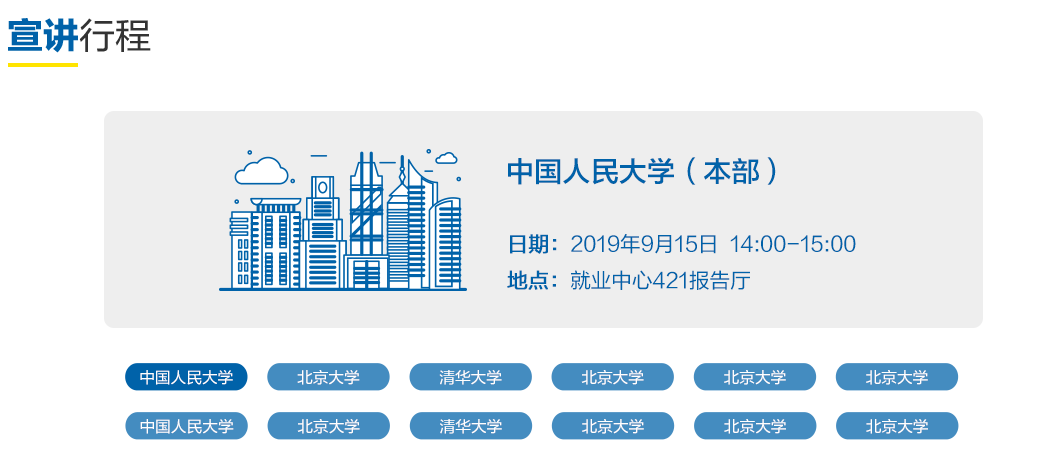 宣讲行程
中国人民大学（本部）
日期：2019年9月15日 14:00-15:00
地点：就业中心421报告厅
中国人民大学 北京大学 清华大学 北京大学 北京大学 北京大学
中国人民大学 北京大学 清华大学 北京大学 北京大学 北京大学